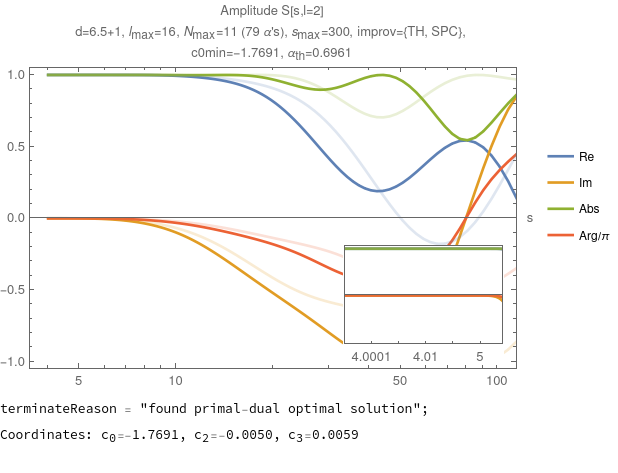 Amplitude S[s,l=2]
d=6.5+1, lmax=16, Nmax=11 (79 α's), smax=300, improv={TH, SPC},
c0min=-1.7691, αth=0.6961
1.0
0.5
0.0
-0.5
-1.0
5
10
50
100
s
4.0001
4.01
5
Re
Im
Abs
Arg/π
terminateReason = "found primal-dual optimal solution";
Coordinates: c0=-1.7691, c2=-0.0050, c3=0.0059